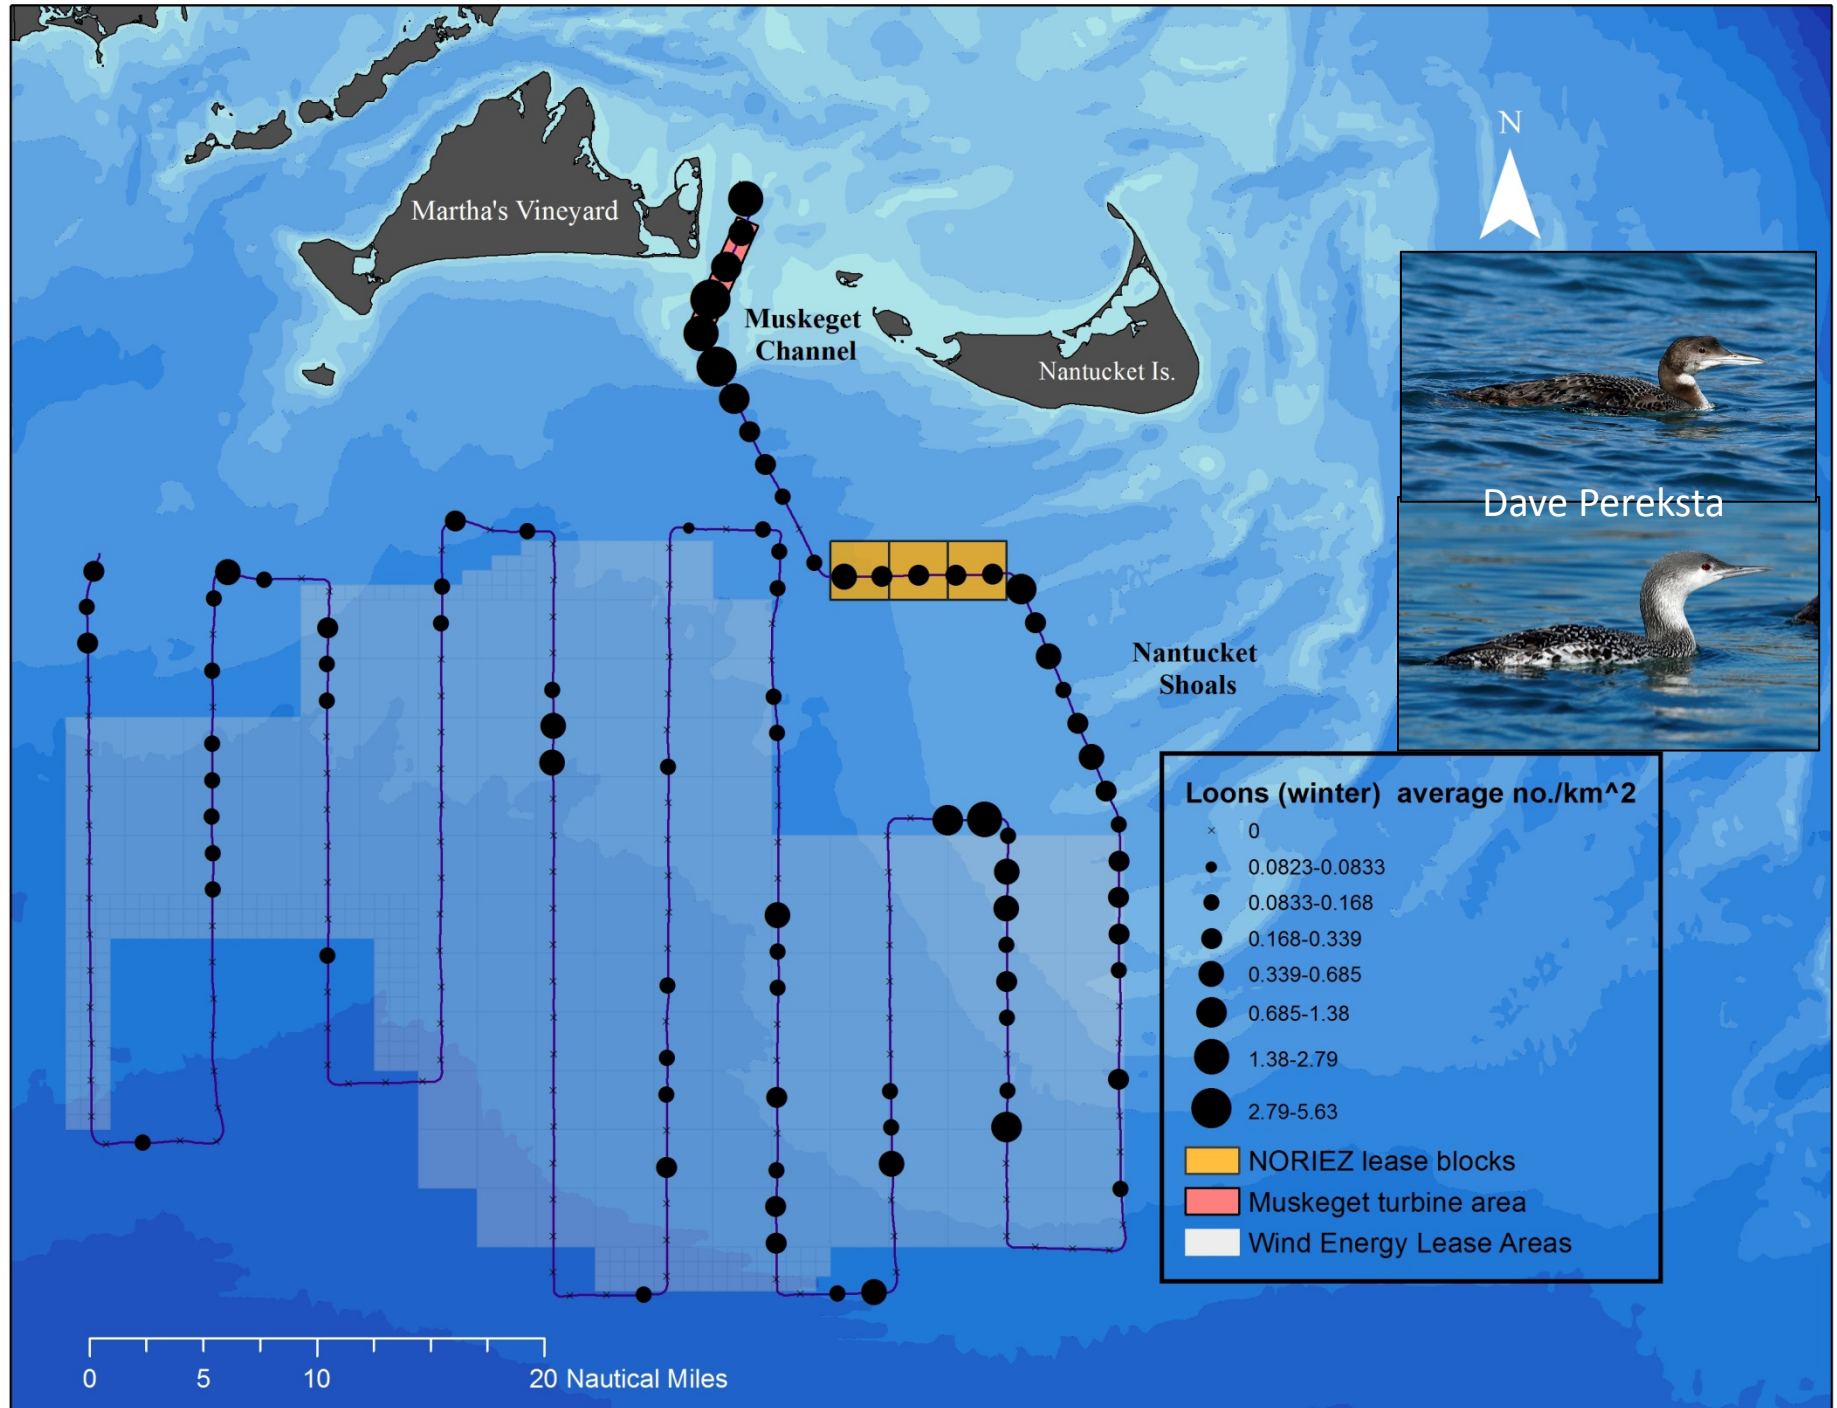 N
Martha's Vineyard
Muskeget
Channel
Nantucket Is.
Dave Pereksta
Nantucket
Shoals
Loons (winter) average no./km^2
0
0.0823-0.0833
0.0833-0.168
0.168-0.339
0.339-0.685
0.685-1.38
1.38-2.79
2.79-5.63
NORIEZ lease blocks
Muskeget turbine area
Wind Energy Lease Areas
0 5 10 20 Nautical Miles